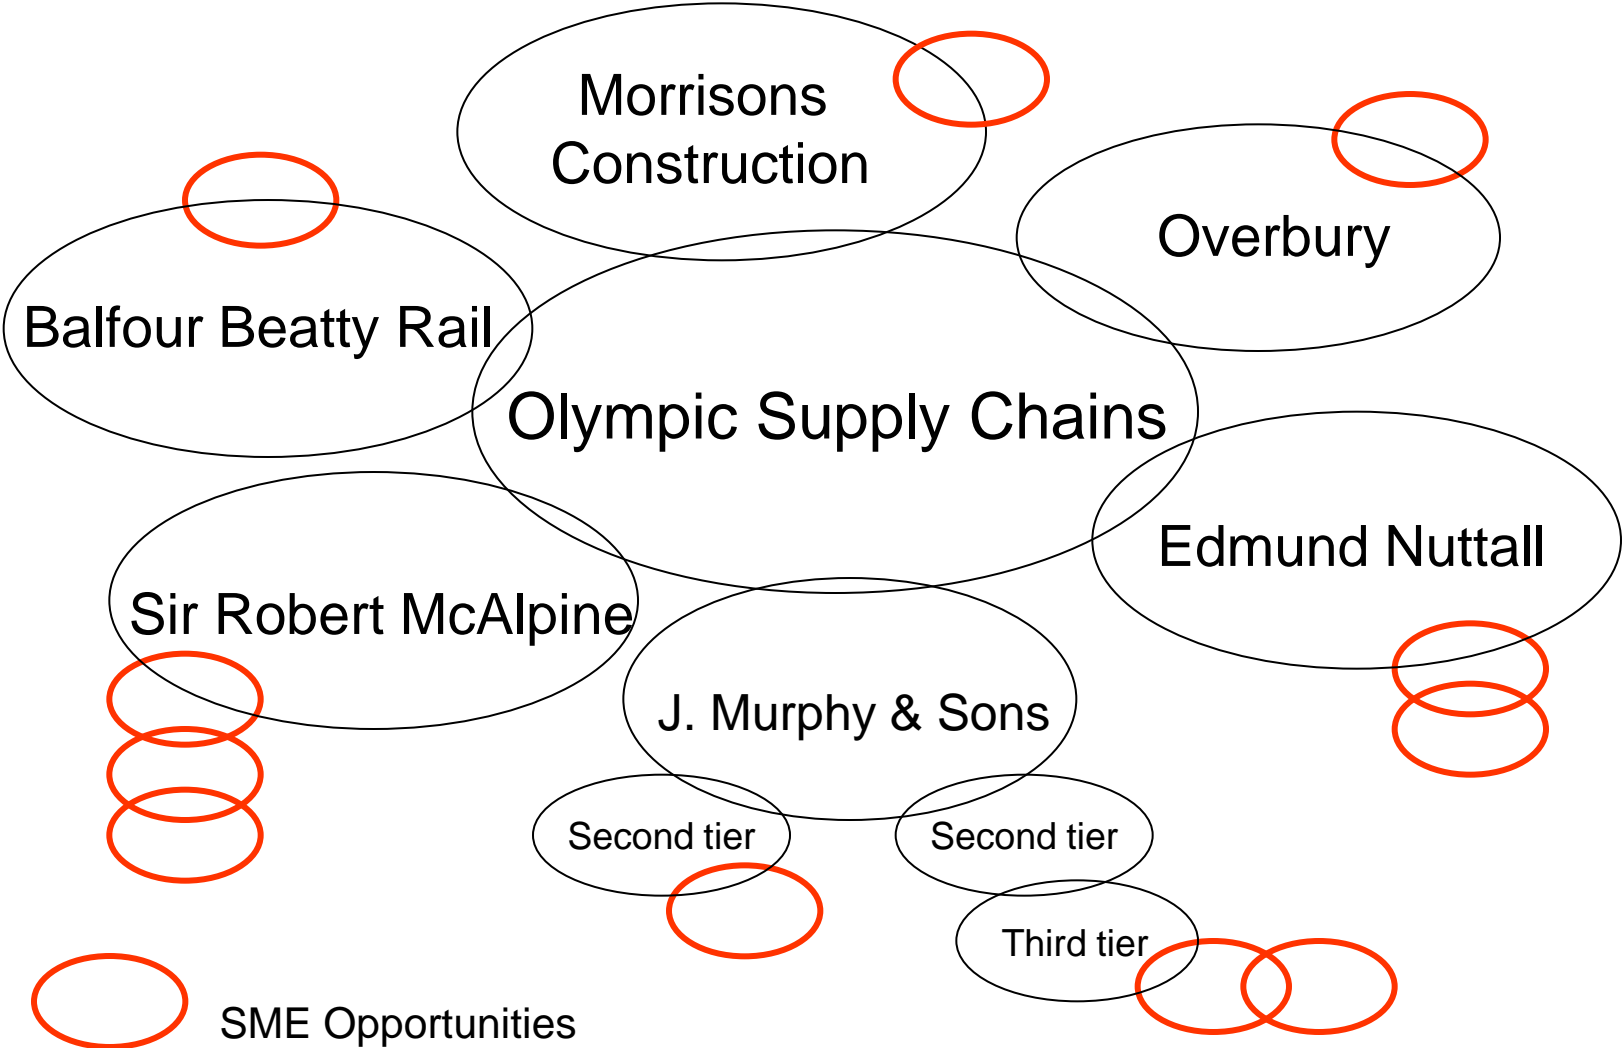 Morrisons
Construction
Overbury
Balfour Beatty Rail
Olympic Supply Chains
Edmund Nuttall
Sir Robert McAlpine
J. Murphy & Sons
Second tier
Second tier
Third tier
SME Opportunities